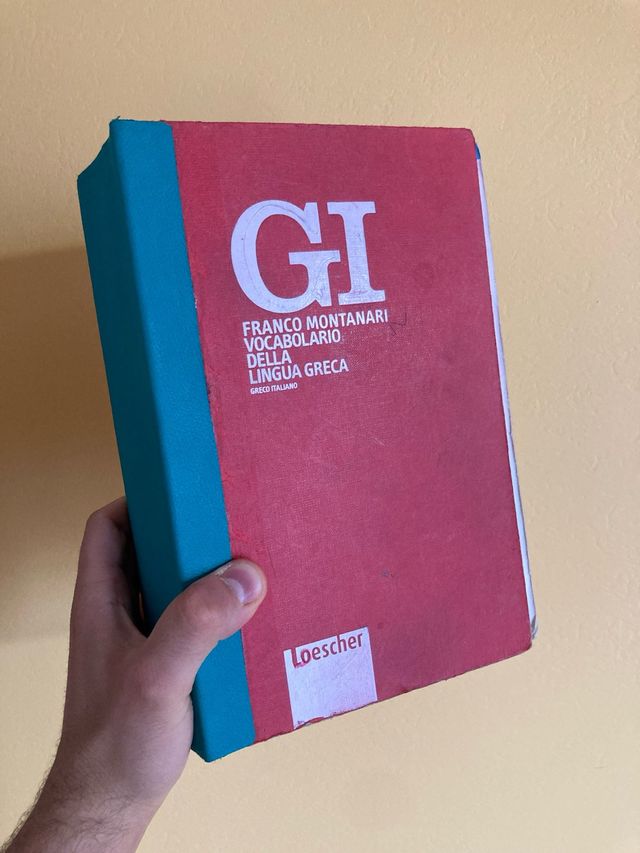 GI
FRANCO MONTANARI
VOCABOLARIO
DELLA
LINGUA GRECA
GRECO ITALIANO
Loescher